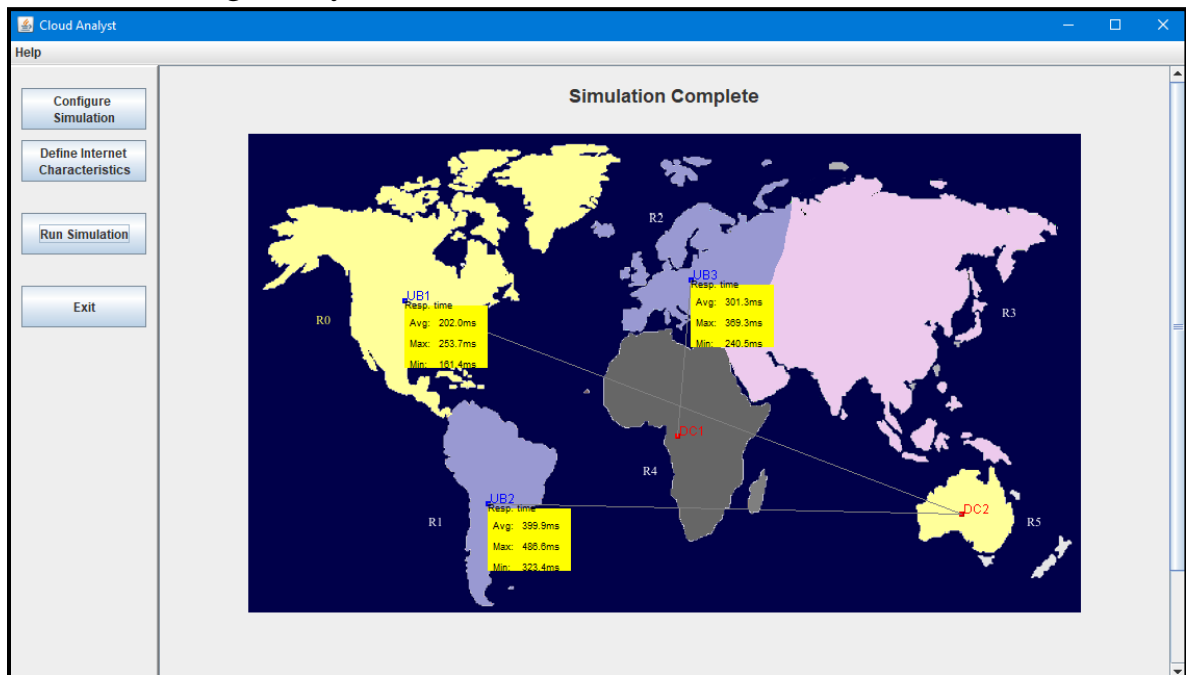 Cloud Analyst
Help
Configure
Simulation
Define Internet
Characteristics
Run Simulation
Exit
Simulation Complete
R2
UB3
Resp. time
Avg: 301.3ms
Max: 369.3ms
Min: 240.5ms
UB1
Resp. time
Avg: 202.0ms
Max: 253.7ms
Min: 161.4ms
R0
R3
DC1
R4
UB2
Resp. time
Avg: 399.9ms
Max: 486.6ms
Min: 323.4ms
R1
DC2
R5